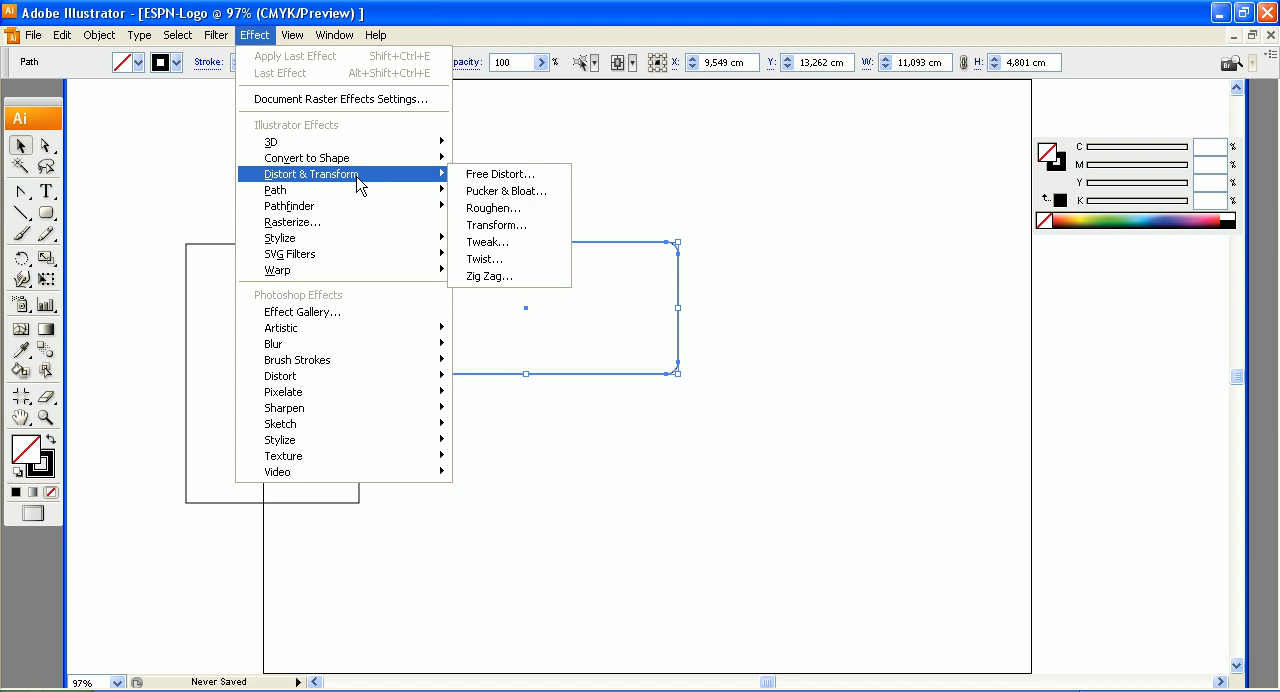 Ai Adobe Illustrator - [ESPN-Logo @ 97% (CMYK/Preview) ]
Ai File Edit Object Type Select Filter Effect View Window Help
Path Stroke: pacity: 100 % X: 9,549 cm Y: 13,262 cm W: 11,093 cm H: 4,801 cm Br
Apply Last Effect Shift+Ctrl+E
Last Effect Alt+Shift+Ctrl+E
Document Raster Effects Settings...
Illustrator Effects
3D
Convert to Shape
Distort & Transform
Path
Pathfinder
Rasterize...
Stylize
SVG Filters
Warp
Photoshop Effects
Effect Gallery...
Artistic
Blur
Brush Strokes
Distort
Pixelate
Sharpen
Sketch
Stylize
Texture
Video
Free Distort...
Pucker & Bloat...
Roughen...
Transform...
Tweak...
Twist...
Zig Zag...
Ai
T
C %
M %
Y %
K %
97% Never Saved